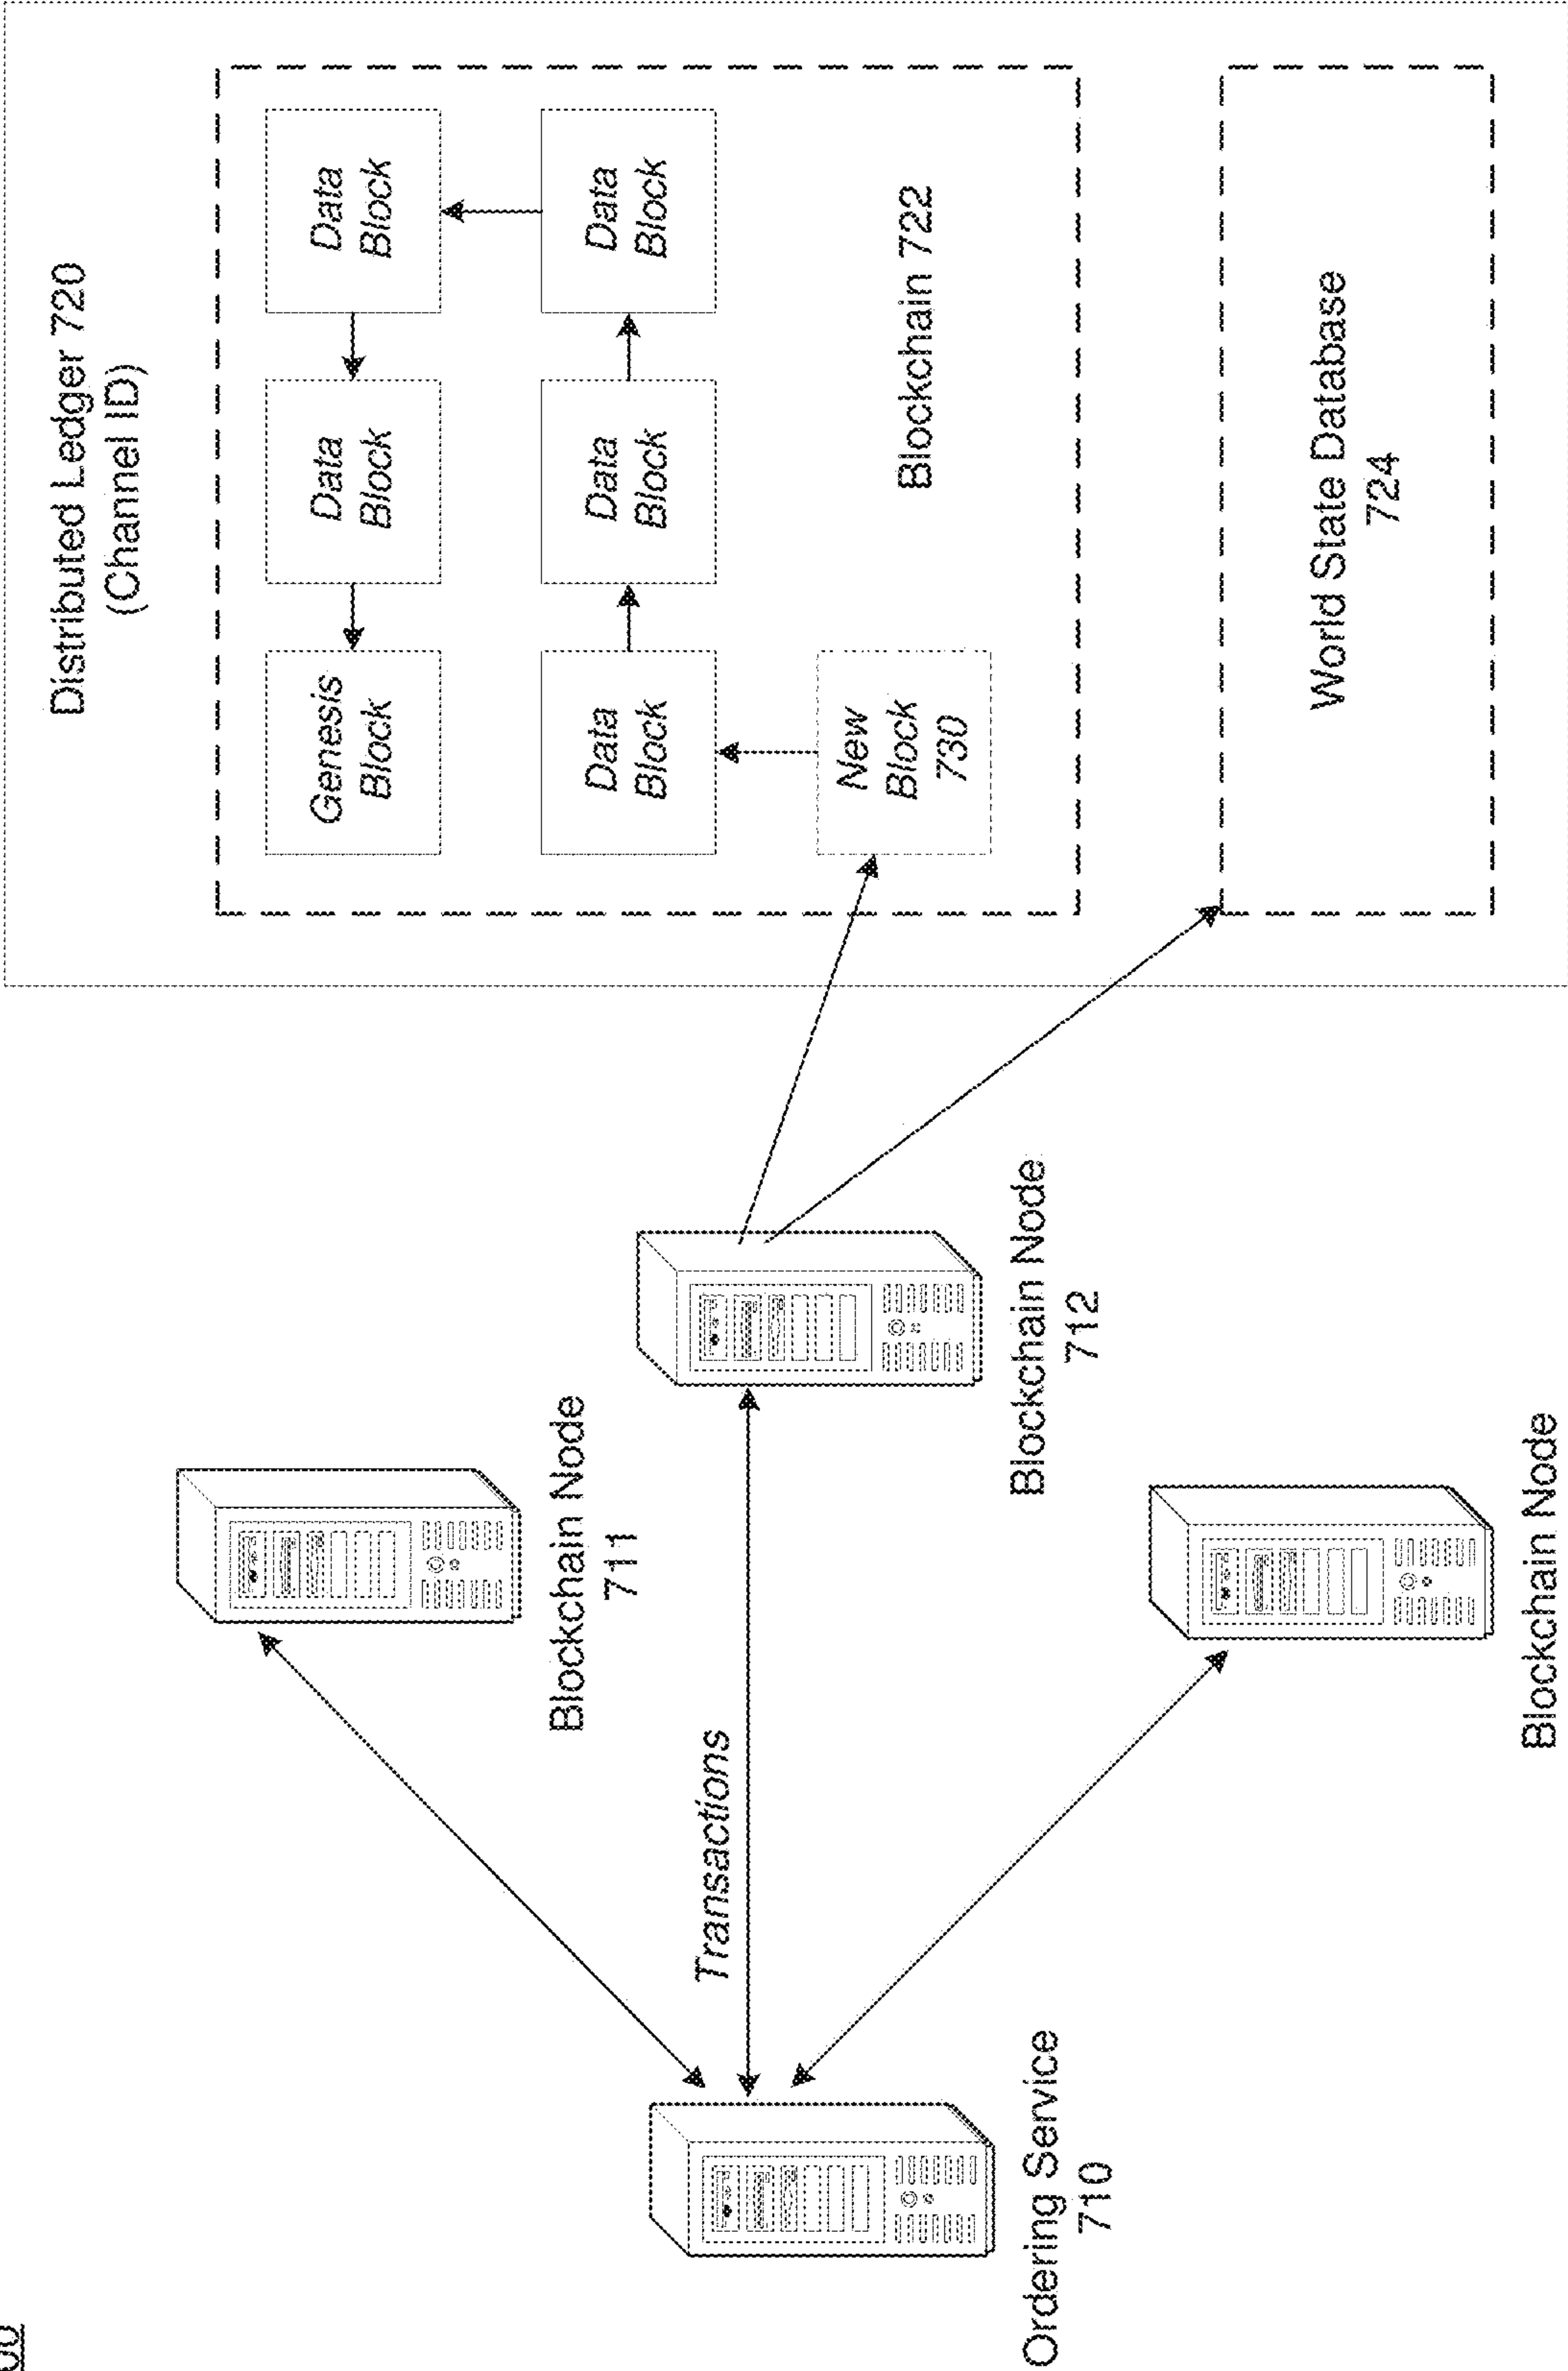 Distributed Ledger 720
(Channel ID)
Genesis
Block
Data
Block
Data
Block
Data
Block
Data
Block
Data
Block
New
Block
730
Blockchain 722
World State Database
724
Blockchain Node
711
Transactions
Blockchain Node
712
Ordering Service
710
Blockchain Node